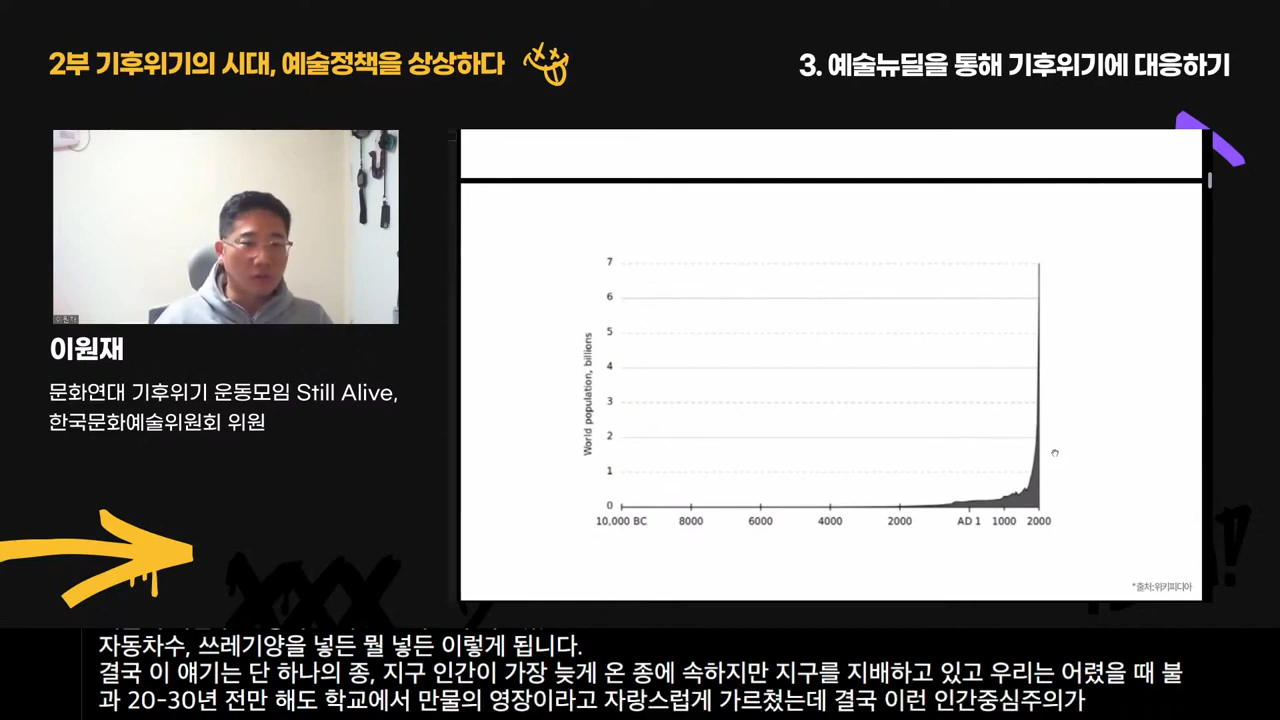 2부 기후위기의 시대, 예술정책을 상상하다
3. 예술뉴딜을 통해 기후위기에 대응하기
이원재
문화연대 기후위기 운동모임 Still Alive,
한국문화예술위원회 위원
World population, billions
7
6
5
4
3
2
1
0
10,000 BC 8000 6000 4000 2000 AD 1 1000 2000
*출처:위키피디아
자동차수, 쓰레기양을 넣든 뭘 넣든 이렇게 됩니다.
결국 이 얘기는 단 하나의 종, 지구 인간이 가장 늦게 온 종에 속하지만 지구를 지배하고 있고 우리는 어렸을 때 불
과 20-30년 전만 해도 학교에서 만물의 영장이라고 자랑스럽게 가르쳤는데 결국 이런 인간중심주의가